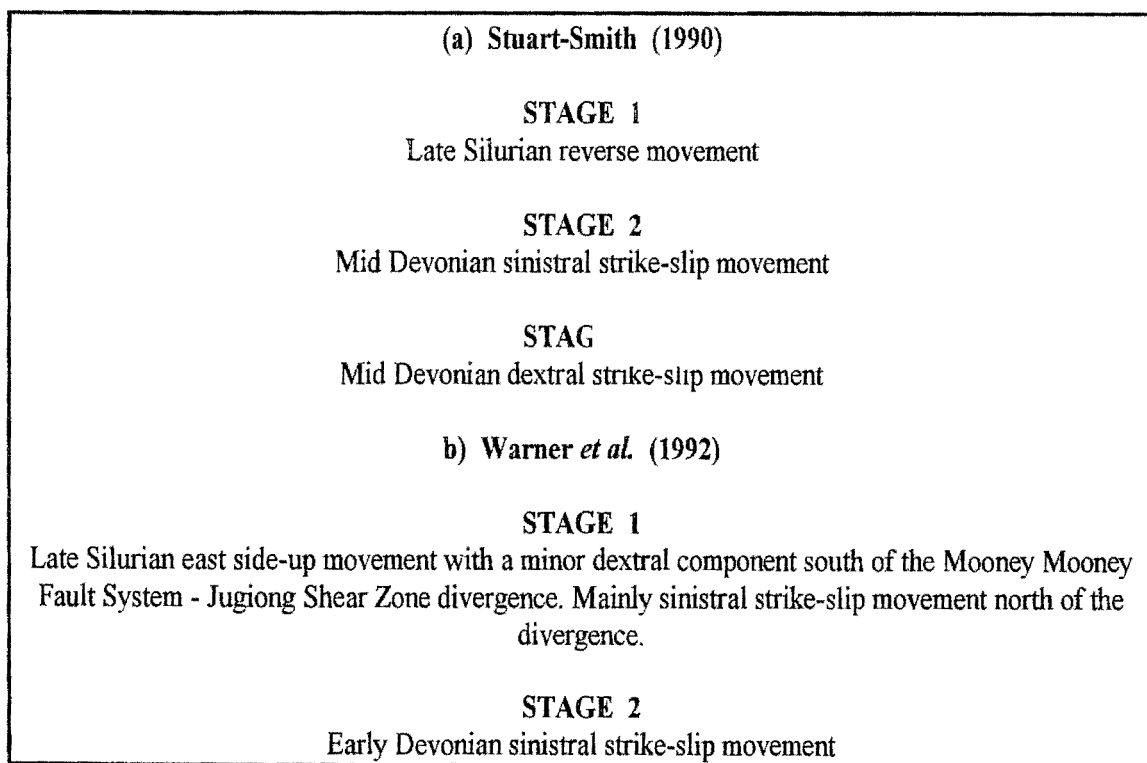 (a) Stuart-Smith (1990)
STAGE 1
Late Silurian reverse movement
STAGE 2
Mid Devonian sinistral strike-slip movement
STAG
Mid Devonian dextral strike-slip movement
b) Warner et al. (1992)
STAGE 1
Late Silurian east side-up movement with a minor dextral component south of the Mooney Mooney
Fault System - Jugiong Shear Zone divergence. Mainly sinistral strike-slip movement north of the
divergence.
STAGE 2
Early Devonian sinistral strike-slip movement